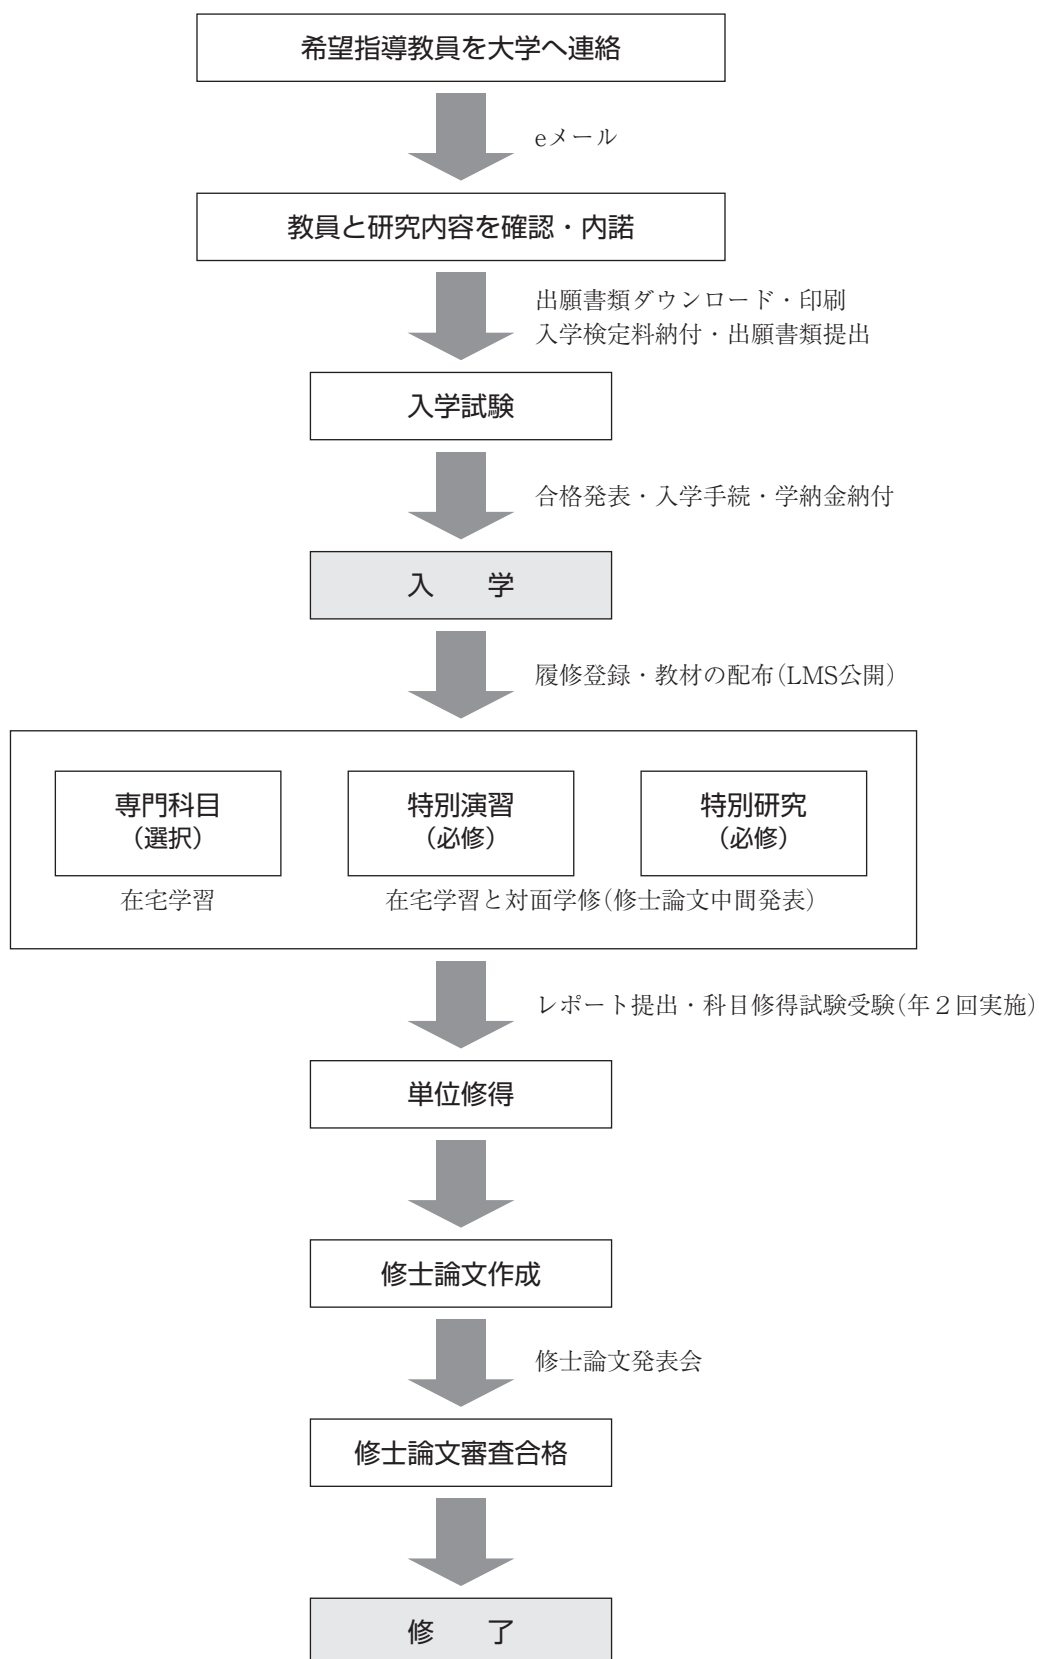 希望指導教員を大学へ連絡
eメール
教員と研究内容を確認・内諾
出願書類ダウンロード・印刷
入学検定料納付・出願書類提出
入学試験
合格発表・入学手続・学納金納付
入　学
履修登録・教材の配布(LMS公開)
専門科目
(選択)
特別演習
(必修)
特別研究
(必修)
在宅学習
在宅学習と対面学修(修士論文中間発表)
レポート提出・科目修得試験受験(年２回実施)
単位修得
修士論文作成
修士論文発表会
修士論文審査合格
修　了